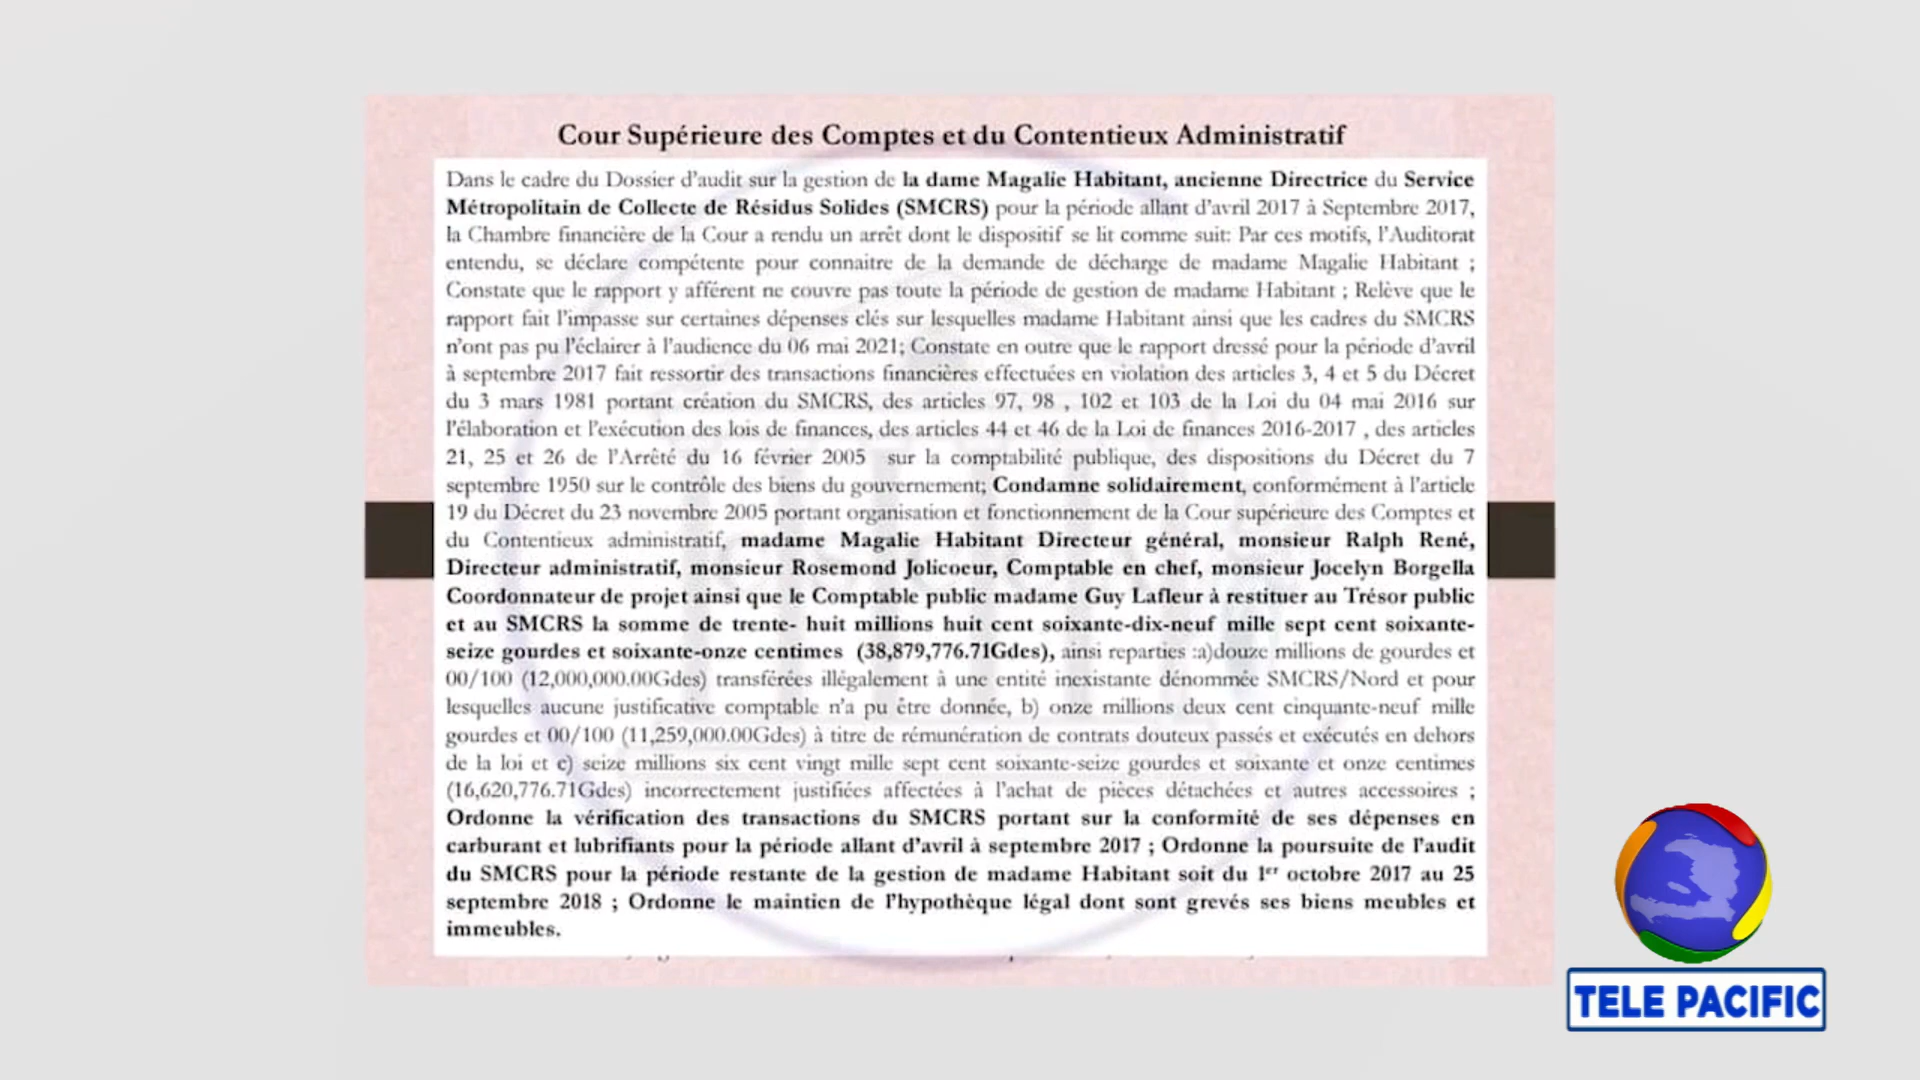 Cour Supérieure des Comptes et du Contentieux Administratif
Dans le cadre du Dossier d'audit sur la gestion de la dame Magalie Habitant, ancienne Directrice du Service
Métropolitain de Collecte de Résidus Solides (SMCRS) pour la période allant d'avril 2017 à Septembre 2017,
la Chambre financière de la Cour a rendu un arrêt dont le dispositif se lit comme suit: Par ces motifs, l'Auditorat
entendu, se déclare compétente pour connaitre de la demande de décharge de madame Magalie Habitant ;
Constate que le rapport y afférent ne couvre pas toute la période de gestion de madame Habitant ; Relève que le
rapport fait l'impasse sur certaines dépenses clés sur lesquelles madame Habitant ainsi que les cadres du SMCRS
n'ont pas pu l'éclairer à l'audience du 06 mai 2021; Constate en outre que le rapport dressé pour la période d'avril
à septembre 2017 fait ressortir des transactions financières effectuées en violation des articles 3, 4 et 5 du Décret
du 3 mars 1981 portant création du SMCRS, des articles 97, 98 , 102 et 103 de la Loi du 04 mai 2016 sur
l'élaboration et l'exécution des lois de finances, des articles 44 et 46 de la Loi de finances 2016-2017 , des articles
21, 25 et 26 de l'Arrêté du 16 février 2005 sur la comptabilité publique, des dispositions du Décret du 7
septembre 1950 sur le contrôle des biens du gouvernement; Condamne solidairement, conformément à l'article
19 du Décret du 23 novembre 2005 portant organisation et fonctionnement de la Cour supérieure des Comptes et
du Contentieux administratif, madame Magalie Habitant Directeur général, monsieur Ralph René,
Directeur administratif, monsieur Rosemond Jolicoeur, Comptable en chef, monsieur Jocelyn Borgella
Coordonnateur de projet ainsi que le Comptable public madame Guy Lafleur à restituer au Trésor public
et au SMCRS la somme de trente- huit millions huit cent soixante-dix-neuf mille sept cent soixante-
seize gourdes et soixante-onze centimes (38,879,776.71Gdes), ainsi reparties :a)douze millions de gourdes et
00/100 (12,000,000.00Gdes) transférées illégalement à une entité inexistante dénommée SMCRS/Nord et pour
lesquelles aucune justificative comptable n'a pu être donnée, b) onze millions deux cent cinquante-neuf mille
gourdes et 00/100 (11,259,000.00Gdes) à titre de rémunération de contrats douteux passés et exécutés en dehors
de la loi et c) seize millions six cent vingt mille sept cent soixante-seize gourdes et soixante et onze centimes
(16,620,776.71Gdes) incorrectement justifiées affectées à l'achat de pièces détachées et autres accessoires ;
Ordonne la vérification des transactions du SMCRS portant sur la conformité de ses dépenses en
carburant et lubrifiants pour la période allant d'avril à septembre 2017 ; Ordonne la poursuite de l'audit
du SMCRS pour la période restante de la gestion de madame Habitant soit du 1er octobre 2017 au 25
septembre 2018 ; Ordonne le maintien de l'hypothèque légal dont sont grevés ses biens meubles et
immeubles.
TELE PACIFIC